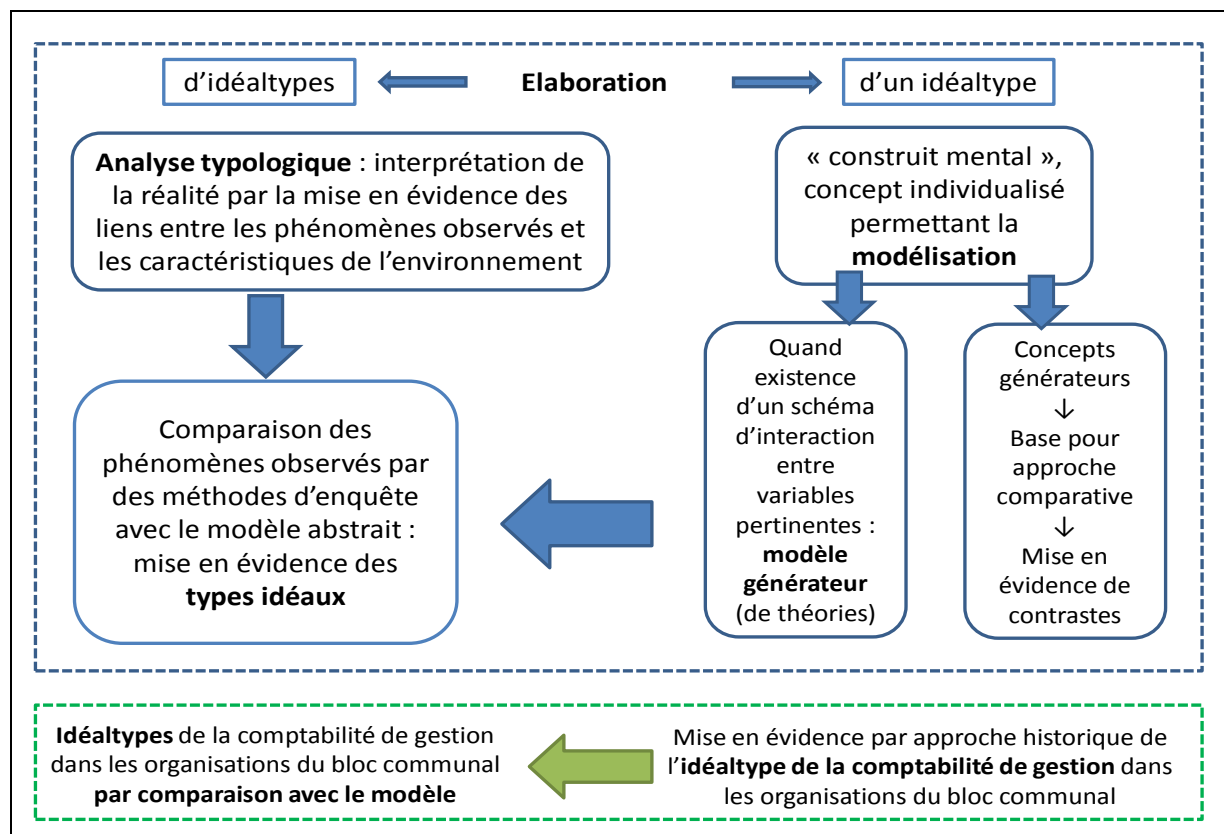 d'idéaltypes
Elaboration
d'un idéaltype
Analyse typologique : interprétation de
la réalité par la mise en évidence des
liens entre les phénomènes observés et
les caractéristiques de l'environnement
« construit mental »,
concept individualisé
permettant la
modélisation
Comparaison des
phénomènes observés par
des méthodes d'enquête
avec le modèle abstrait :
mise en évidence des
types idéaux
Quand
existence
d'un schéma
d'interaction
entre
variables
pertinentes :
modèle
générateur
(de théories)
Concepts
générateurs
↓
Base pour
approche
comparative
↓
Mise en
évidence de
contrastes
Idéaltypes de la comptabilité de gestion
dans les organisations du bloc communal
par comparaison avec le modèle
Mise en évidence par approche historique de
l'idéaltype de la comptabilité de gestion dans
les organisations du bloc communal